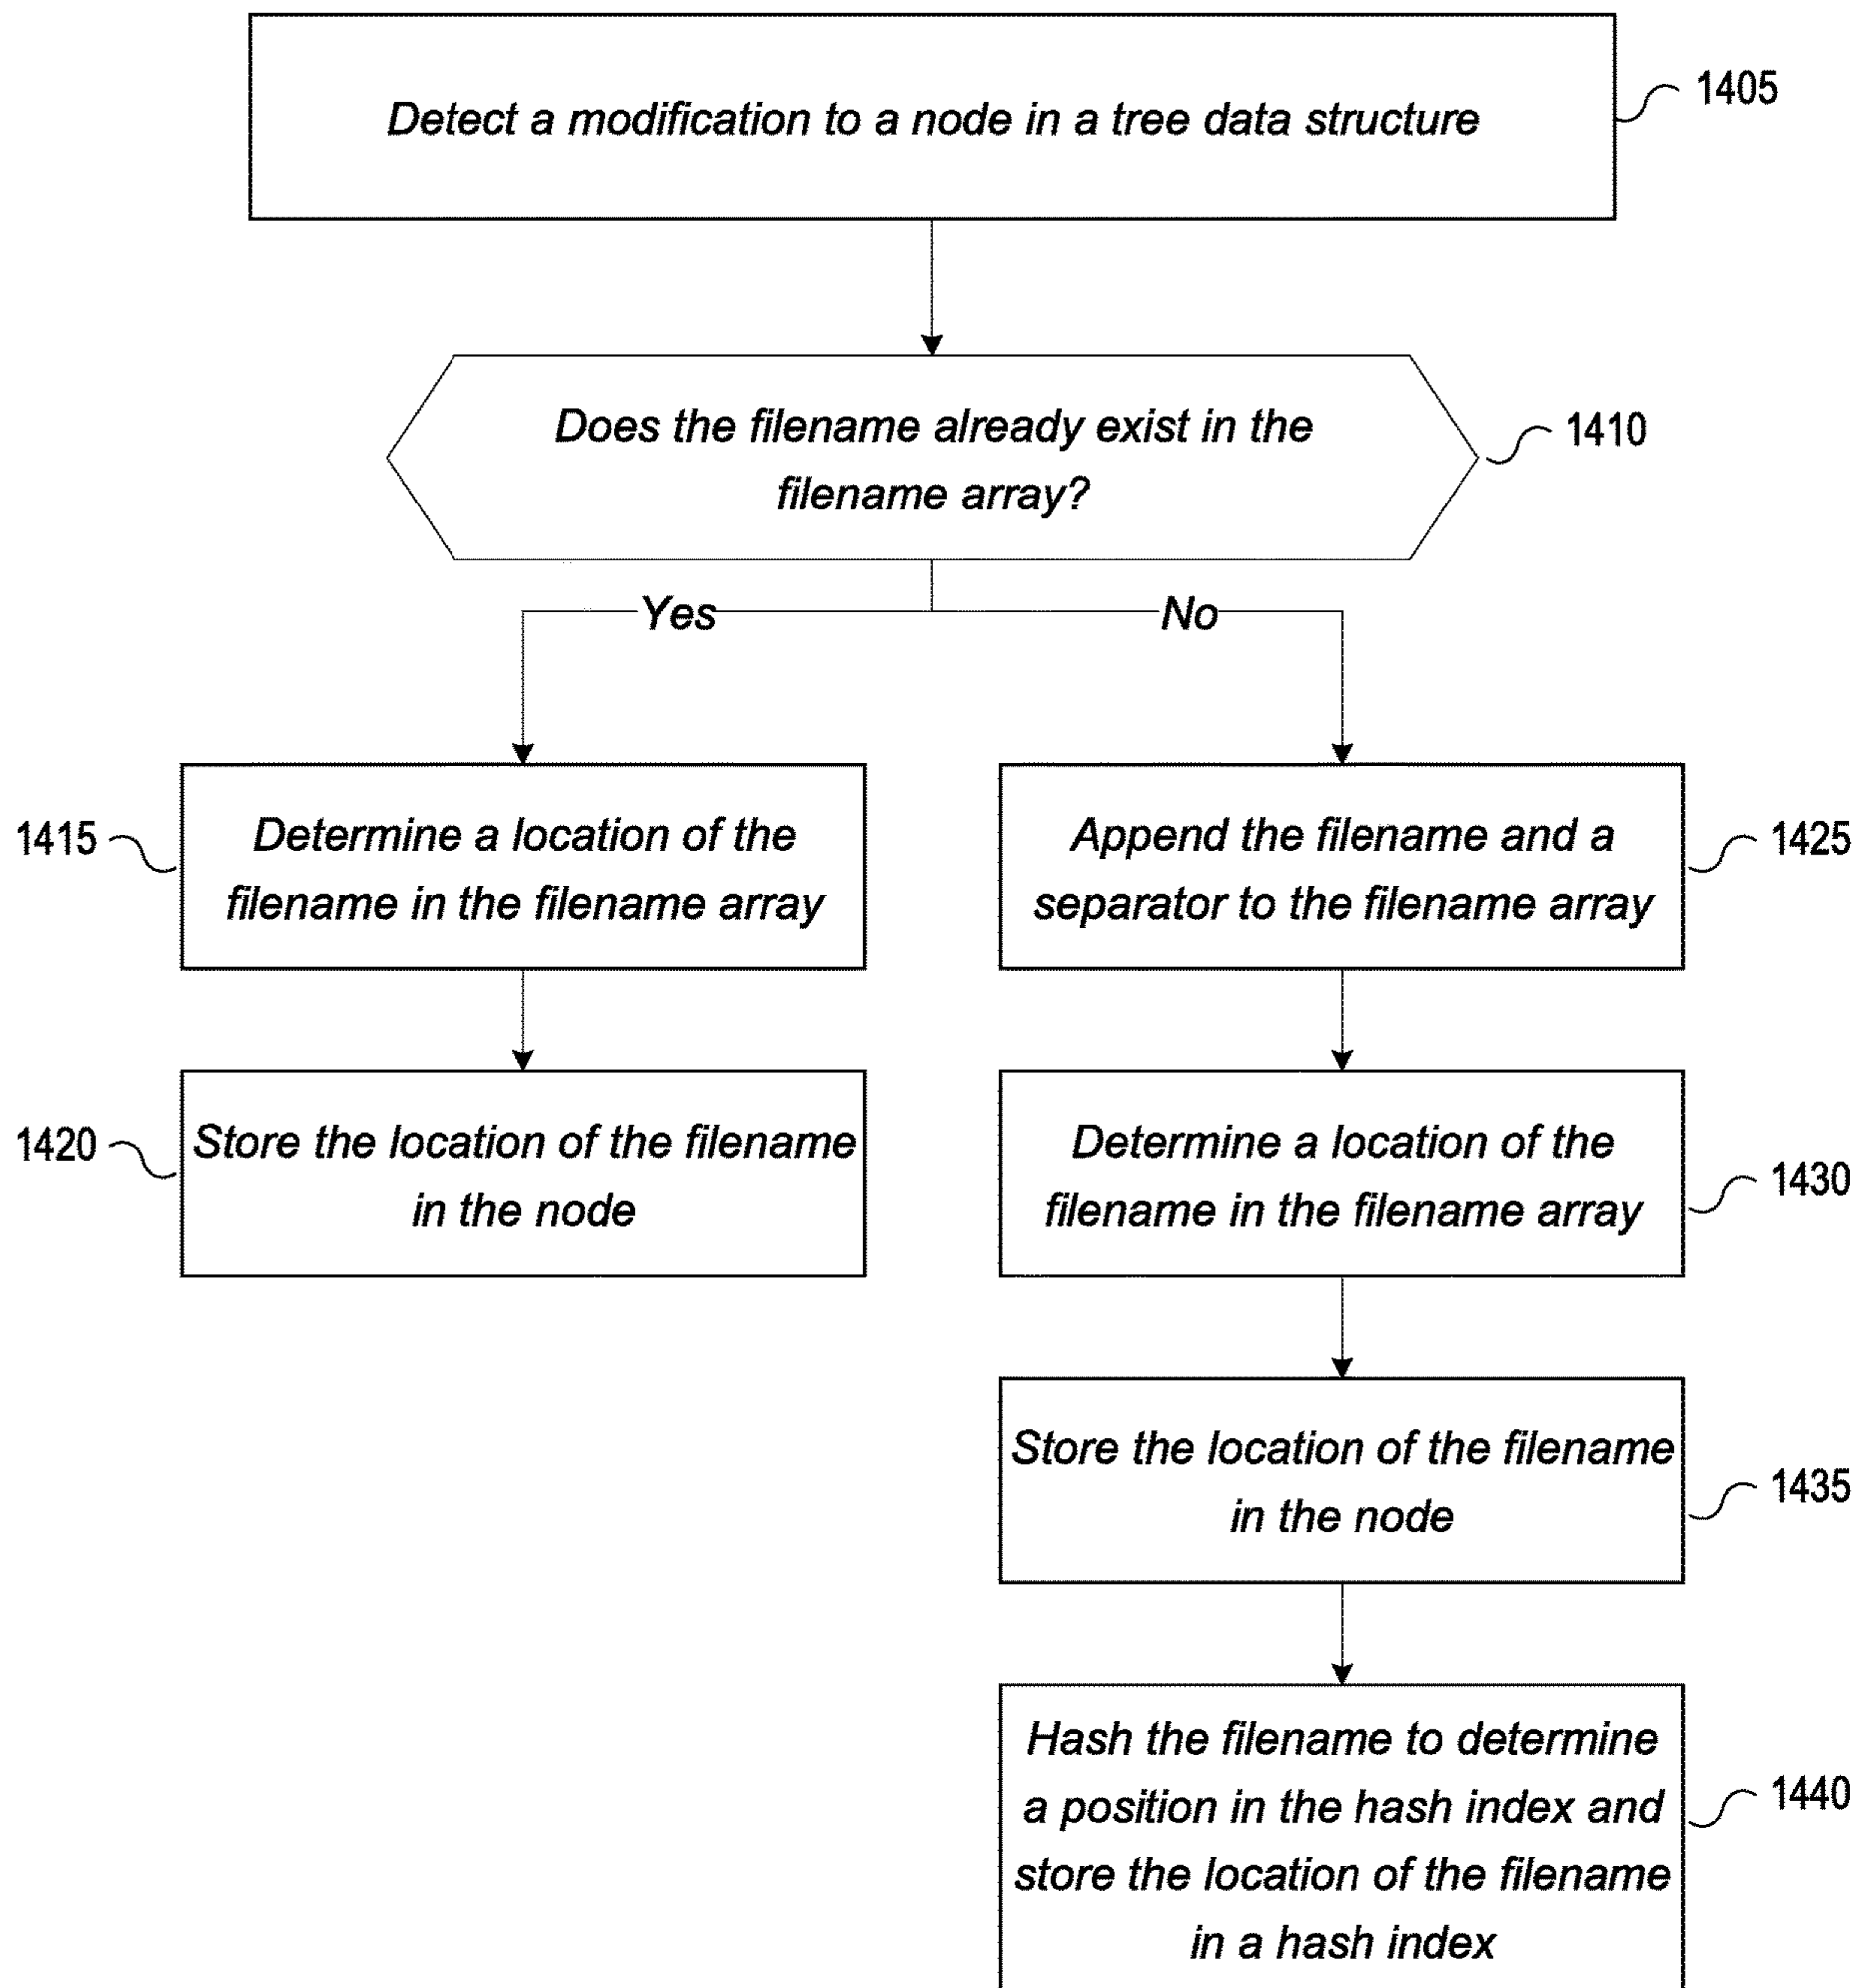 Detect a modification to a node in a tree data structure
1405
Does the filename already exist in the
filename array?
1410
Yes
No
1415
Determine a location of the
filename in the filename array
Append the filename and a
separator to the filename array
1425
1420
Store the location of the filename
in the node
Determine a location of the
filename in the filename array
1430
Store the location of the filename
in the node
1435
Hash the filename to determine
a position in the hash index and
store the location of the filename
in a hash index
1440